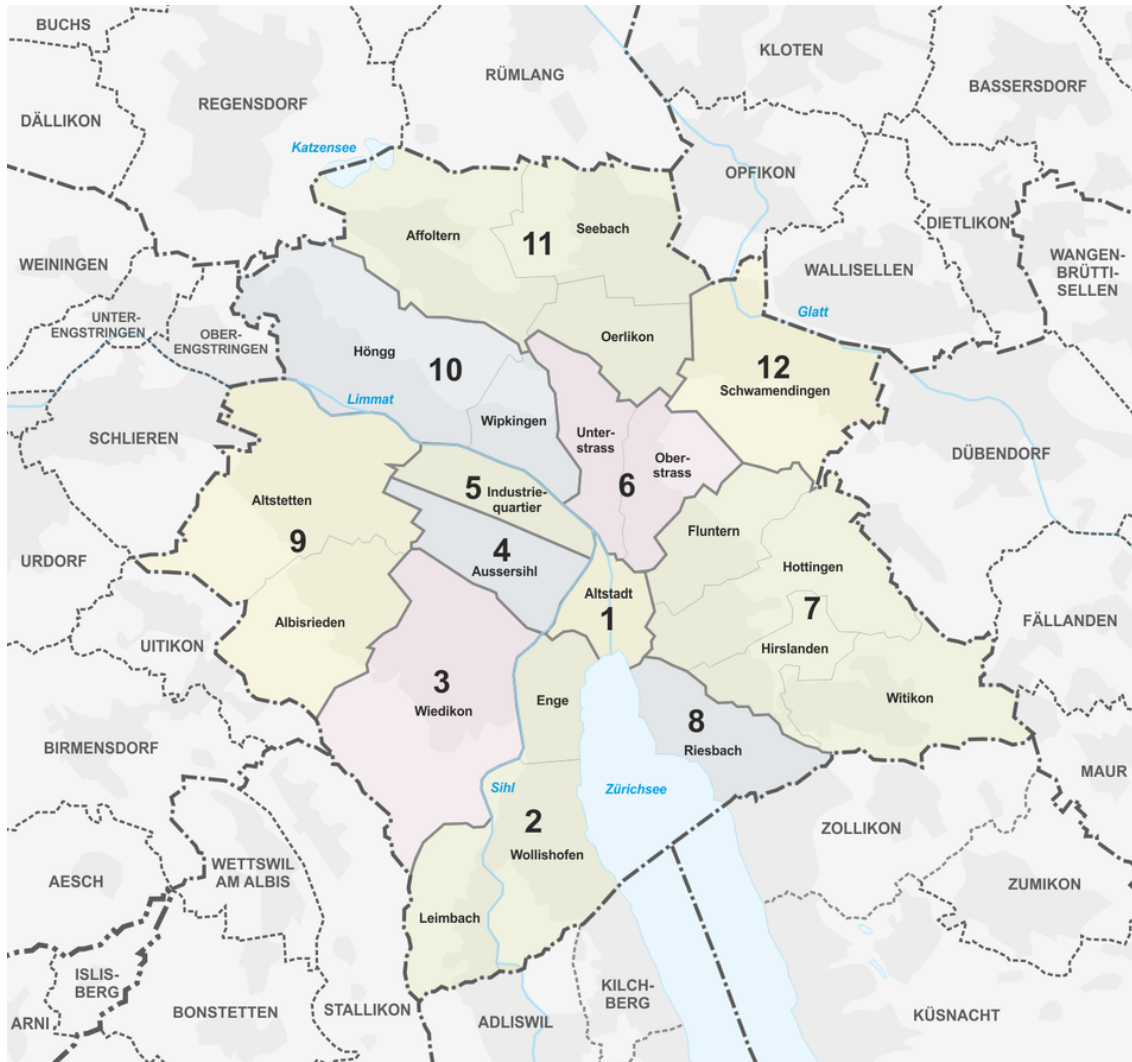 BUCHS
KLOTEN
RÜMLANG
BASSERSDORF
REGENSDORF
DÄLLIKON
Katzensee
OPFIKON
DIETLIKON
Seebach
Affoltern
11
WANGEN-
BRÜTTI-
SELLEN
WEININGEN
WALLISELLEN
UNTER-
ENGSTRINGEN
OBER-
ENGSTRINGEN
Glatt
Oerlikon
Höngg
10
12
Schwamendingen
Limmat
Wipkingen
SCHLIEREN
Unter-
strass
Ober-
strass
6
DÜBENDORF
5
Industrie-
quartier
Altstetten
9
Fluntern
4
Aussersihl
URDORF
Hottingen
Altstadt
1
7
Albisrieden
FÄLLANDEN
UITIKON
Hirslanden
3
Wiedikon
Enge
Witikon
8
Riesbach
BIRMENSDORF
MAUR
Sihl
Zürichsee
2
Wollishofen
ZOLLIKON
WETTSWIL
AM ALBIS
AESCH
ZUMIKON
Leimbach
ISLIS-
BERG
KILCH-
BERG
BONSTETTEN
STALLIKON
ARNI
ADLISWIL
KÜSNACHT